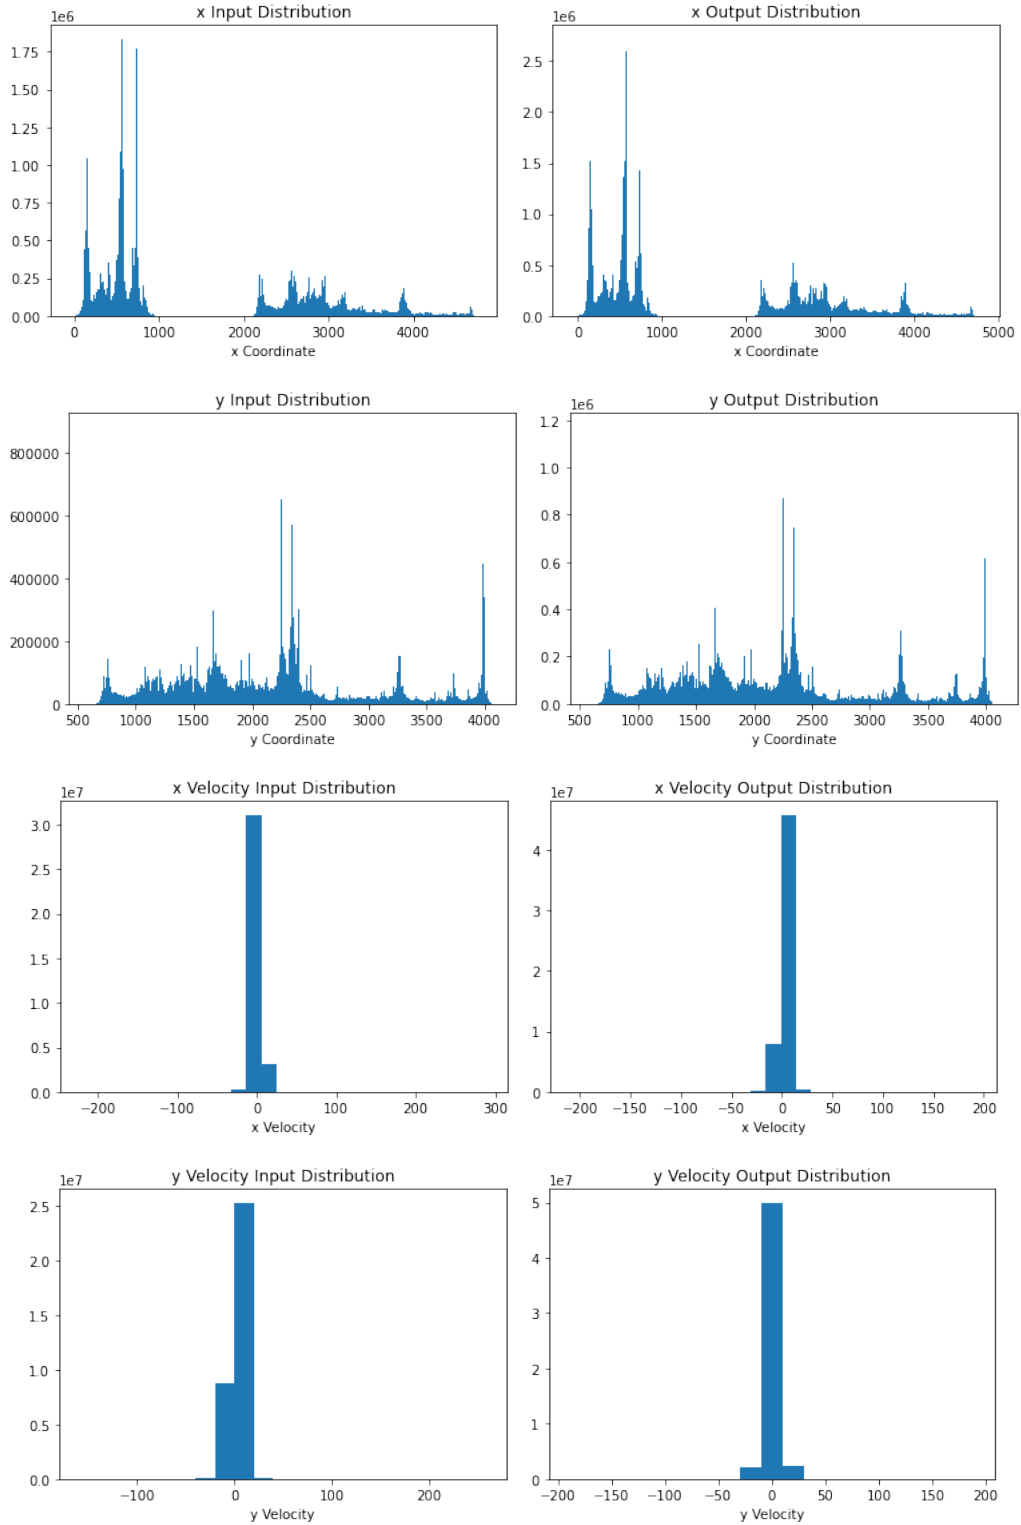 x Input Distribution
1e6
1.75
1.50
1.25
1.00
0.75
0.50
0.25
0.00
0 1000 2000 3000 4000
x Coordinate
x Output Distribution
1e6
2.5
2.0
1.5
1.0
0.5
0.0
0 1000 2000 3000 4000 5000
x Coordinate
y Input Distribution
800000
600000
400000
200000
0
500 1000 1500 2000 2500 3000 3500 4000
y Coordinate
y Output Distribution
1e6
1.2
1.0
0.8
0.6
0.4
0.2
0.0
500 1000 1500 2000 2500 3000 3500 4000
y Coordinate
x Velocity Input Distribution
1e7
3.0
2.5
2.0
1.5
1.0
0.5
0.0
−200 −100 0 100 200 300
x Velocity
x Velocity Output Distribution
1e7
4
3
2
1
0
−200 −150 −100 −50 0 50 100 150 200
x Velocity
y Velocity Input Distribution
1e7
2.5
2.0
1.5
1.0
0.5
0.0
−100 0 100 200
y Velocity
y Velocity Output Distribution
1e7
5
4
3
2
1
0
−200 −150 −100 −50 0 50 100 150 200
y Velocity